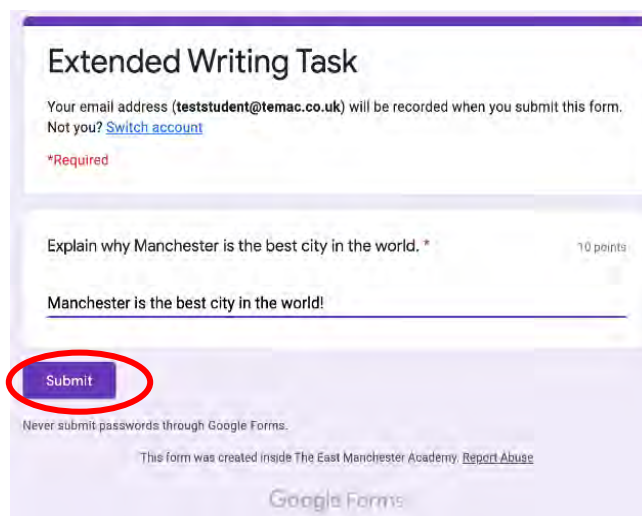 Extended Writing Task
Your email address (teststudent@temac.co.uk) will be recorded when you submit this form.
Not you? Switch account
*Required
Explain why Manchester is the best city in the world. * 10 points
Manchester is the best city in the world!
Submit
Never submit passwords through Google Forms.
This form was created inside The East Manchester Academy. Report Abuse
Google Forms